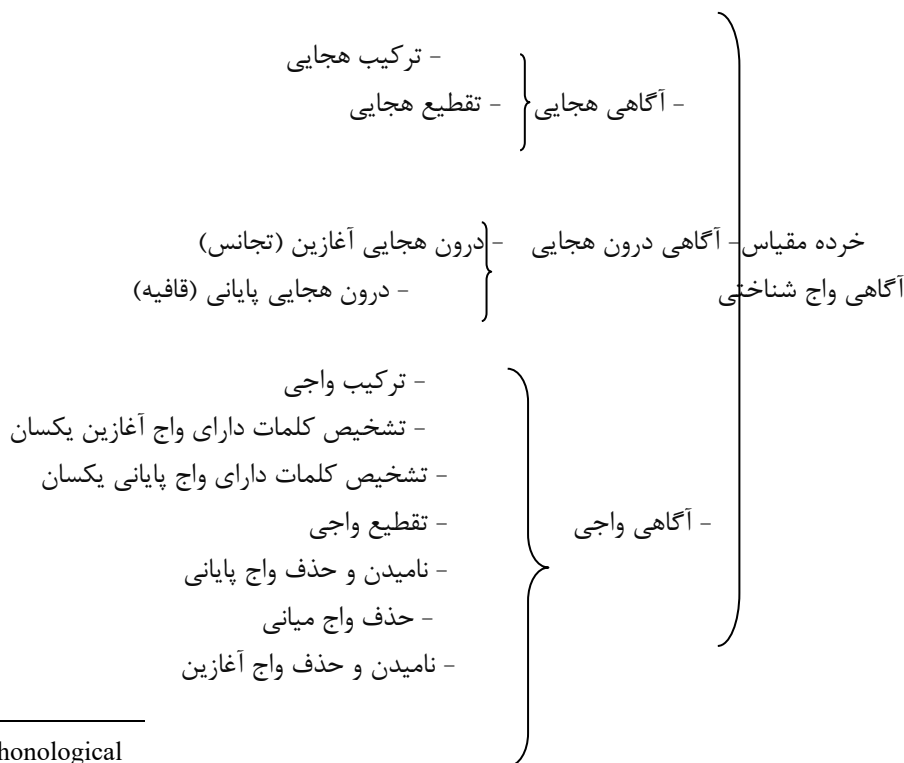 - ترکیب هجایی
- آگاهی هجایی - تقطیع هجایی
خرده مقیاس - آگاهی درون هجایی - درون هجایی آغازین (تجانس)
آگاهی واج شناختی - درون هجایی پایانی (قافیه)
- ترکیب واجی
- تشخیص کلمات دارای واج آغازین یکسان
- تشخیص کلمات دارای واج پایانی یکسان
- آگاهی واجی - تقطیع واجی
- نامیدن و حذف واج پایانی
- حذف واج میانی
- نامیدن و حذف واج آغازین
honological